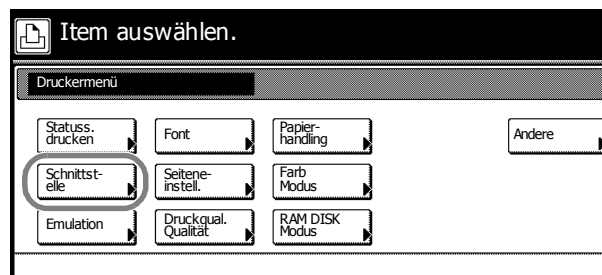 Item auswählen.
Druckermenü
Statuss.
drucken
Font
Papier-
handling
Andere
Schnittst-
elle
Seitene-
instell.
Farb
Modus
Emulation
Druckqual.
Qualität
RAM DISK
Modus